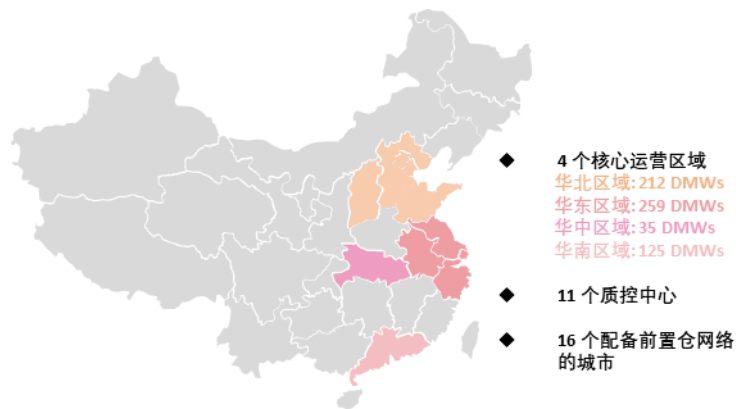 ◆ 4 个核心运营区域
华北区域: 212 DMWs
华东区域: 259 DMWs
华中区域: 35 DMWs
华南区域: 125 DMWs
◆ 11 个质控中心
◆ 16 个配备前置仓网络
的城市